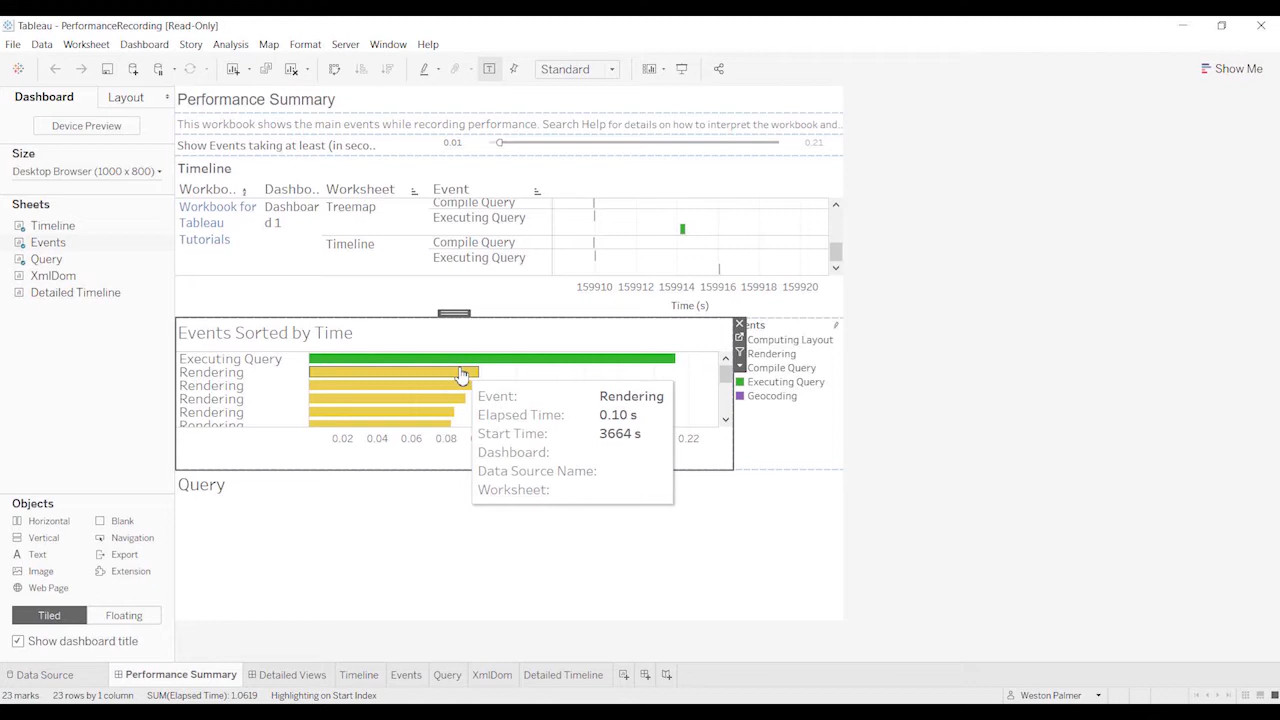 Tableau - PerformanceRecording [Read-Only]
File Data Worksheet Dashboard Story Analysis Map Format Server Window Help
Standard
Show Me
Dashboard Layout
Device Preview
Size
Desktop Browser (1000 x 800)
Sheets
Timeline
Events
Query
XmlDom
Detailed Timeline
Objects
Horizontal Blank
Vertical Navigation
Text Export
Image Extension
Web Page
Tiled Floating
Show dashboard title
Performance Summary
This workbook shows the main events while recording performance. Search Help for details on how to interpret the workbook and..
Show Events taking at least (in seco.. 0.01 0.21
Timeline
Workbo.. Dashbo.. Worksheet Event
Workbook for Tableau Tutorials
Dashboar d 1
Treemap Compile Query
Executing Query
Timeline Compile Query
Executing Query
159910 159912 159914 159916 159918 159920
Time (s)
Events Sorted by Time
Executing Query
Rendering
Rendering
Rendering
Rendering
Rendering
0.02 0.04 0.06 0.08 0.22
Event: Rendering
Elapsed Time: 0.10 s
Start Time: 3664 s
Dashboard:
Data Source Name:
Worksheet:
ents
Computing Layout
Rendering
Compile Query
Executing Query
Geocoding
Query
Data Source Performance Summary Detailed Views Timeline Events Query XmlDom Detailed Timeline
23 marks 23 rows by 1 column SUM(Elapsed Time): 1.0619 Highlighting on Start Index Weston Palmer